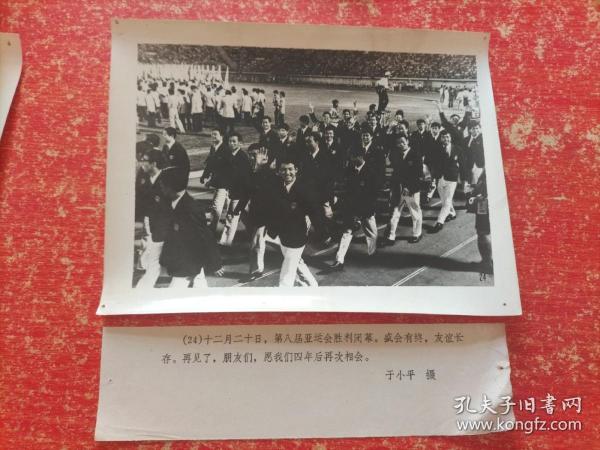 24
(24)十二月二十日，第八届亚运会胜利闭幕。盛会有终，友谊长
存。再见了，朋友们，愿我们四年后再次相会。
于小平 摄
孔夫子旧书网
www.kongfz.com